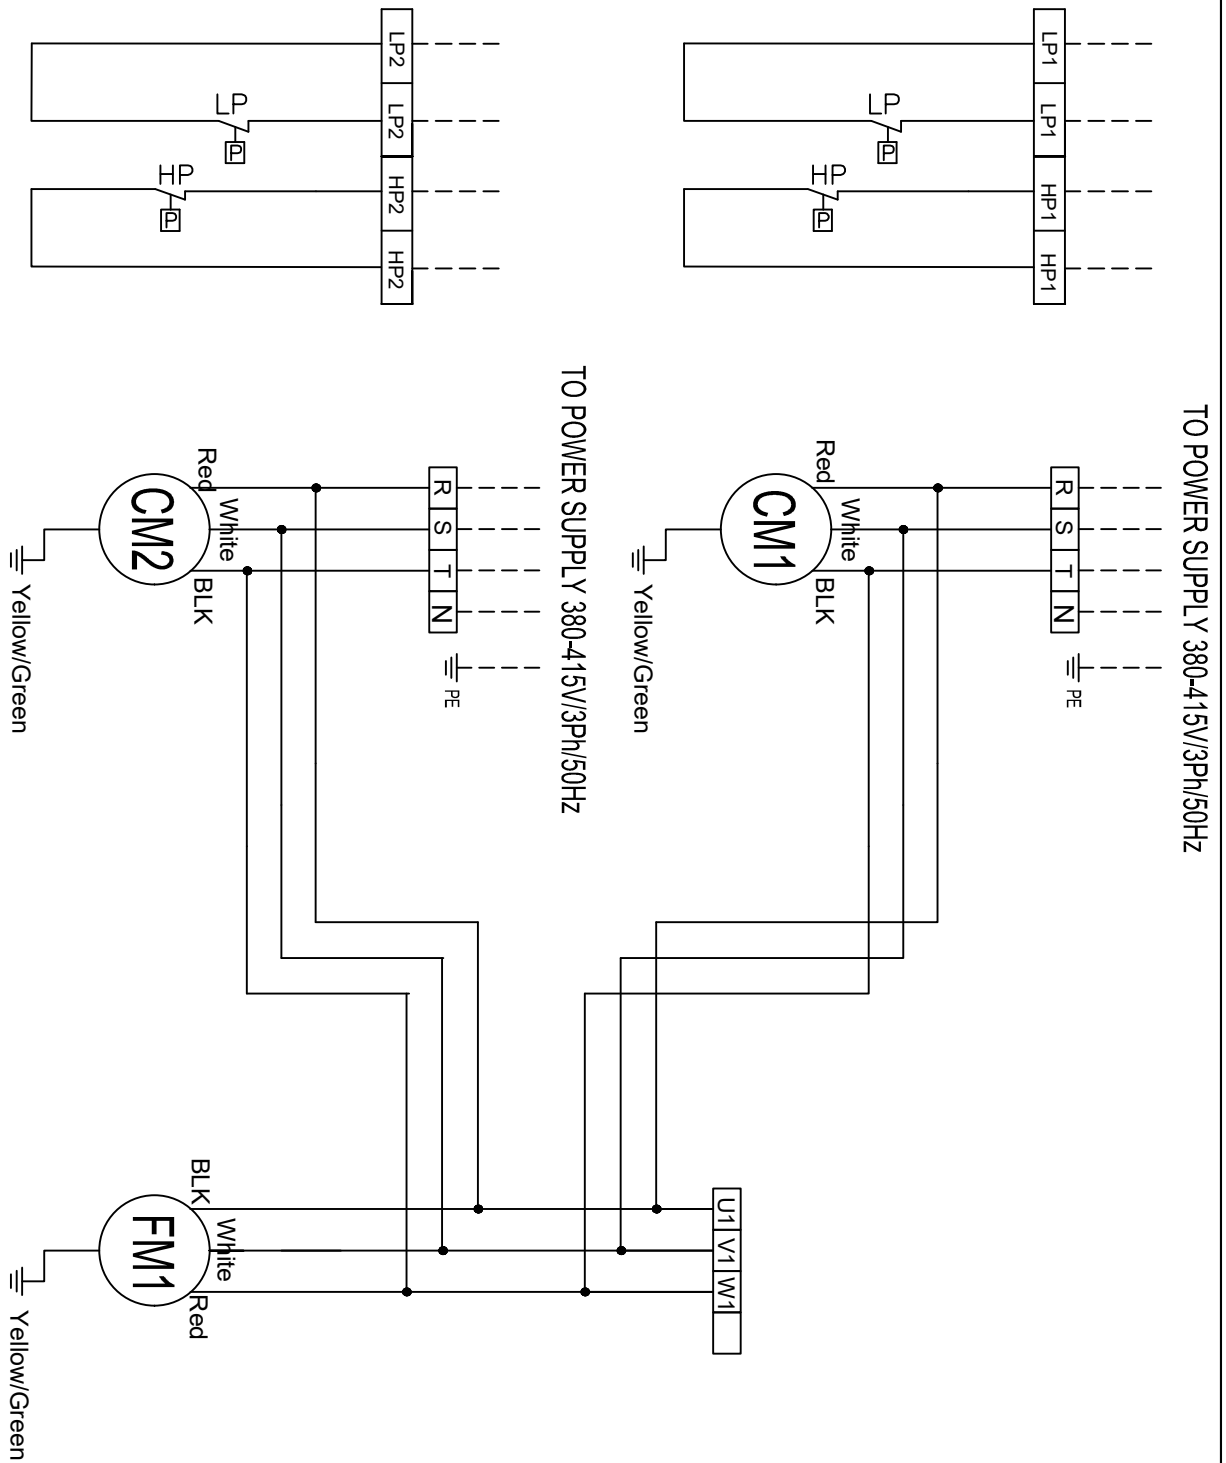 LP2
LP2
HP2
HP2
LP
P
HP
P
LP1
LP1
HP1
HP1
LP
P
HP
P
TO POWER SUPPLY 380-415V/3Ph/50Hz
R
S
T
N
PE
Red
White
BLK
CM1
Yellow/Green
TO POWER SUPPLY 380-415V/3Ph/50Hz
R
S
T
N
PE
Red
White
BLK
CM2
Yellow/Green
U1
V1
W1
BLK
White
Red
FM1
Yellow/Green